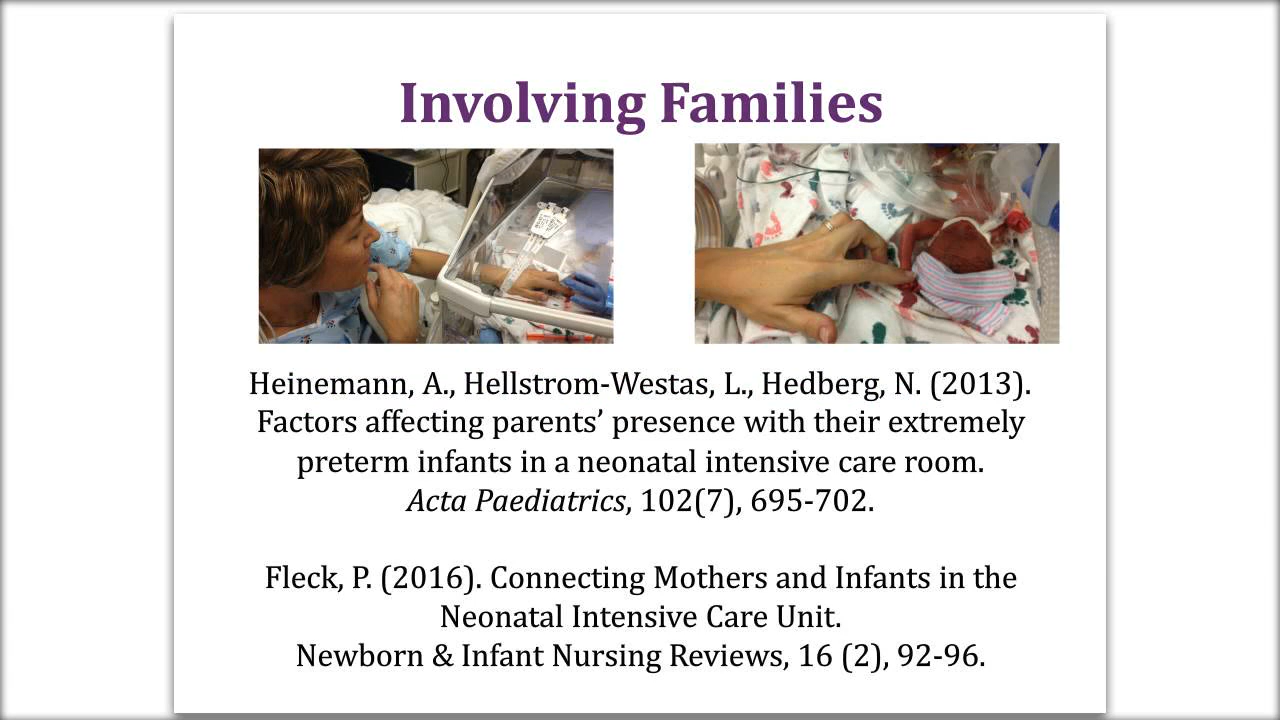 Involving Families
Heinemann, A., Hellstrom-Westas, L., Hedberg, N. (2013).
Factors affecting parents’ presence with their extremely
preterm infants in a neonatal intensive care room.
Acta Paediatrics, 102(7), 695-702.
Fleck, P. (2016). Connecting Mothers and Infants in the
Neonatal Intensive Care Unit.
Newborn & Infant Nursing Reviews, 16 (2), 92-96.